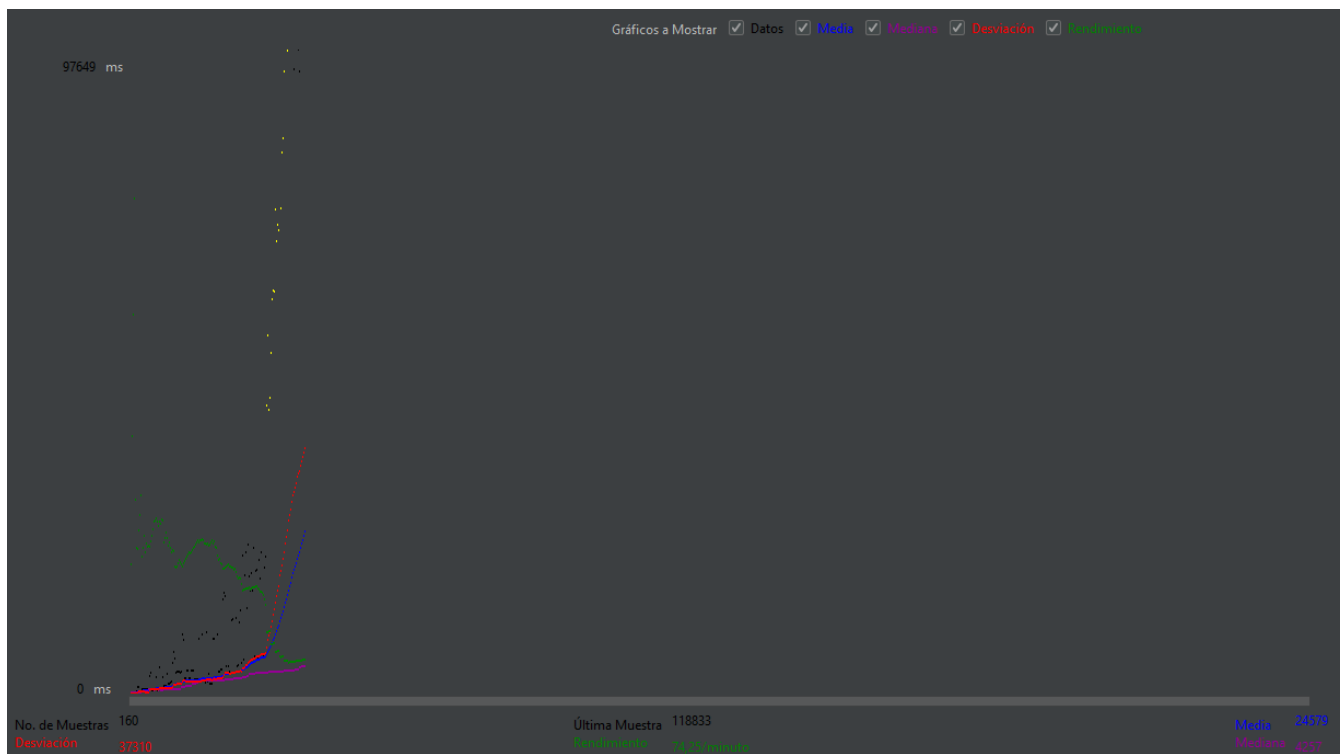 Gráficos a Mostrar Datos Media Mediana Desviación Rendimiento
97649 ms
0 ms
No. de Muestras 160 Última Muestra 118833 Media 24579
Desviación 37310 Rendimiento 74.25/minuto Mediana